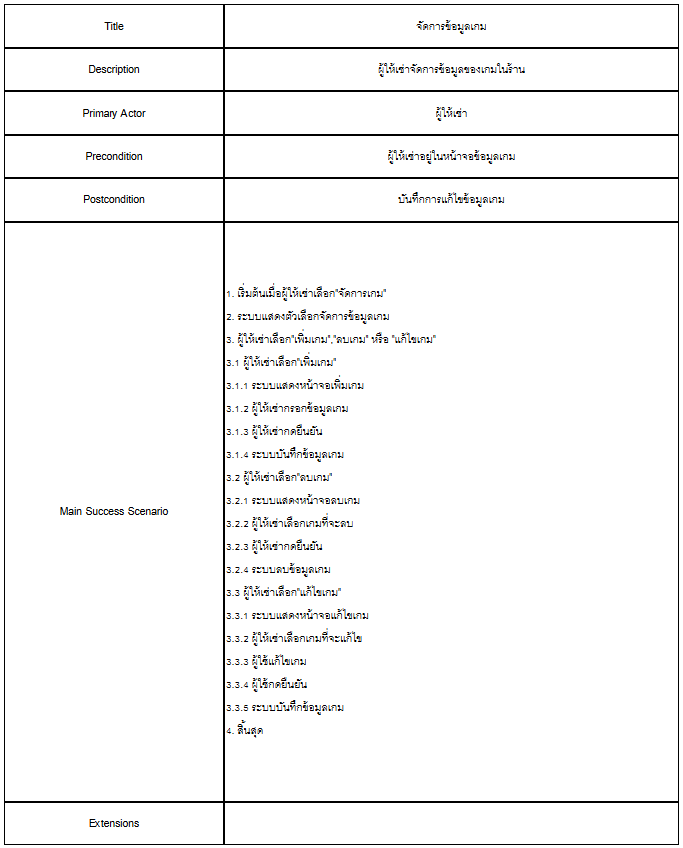 Title
จัดการข้อมูลเกม
Description
ผู้ให้เช่าจัดการข้อมูลของเกมในร้าน
Primary Actor
ผู้ให้เช่า
Precondition
ผู้ให้เช่าอยู่ในหน้าจอข้อมูลเกม
Postcondition
บันทึกการแก้ไขข้อมูลเกม
Main Success Scenario
1. เริ่มต้นเมื่อผู้ให้เช่าเลือก"จัดการเกม"
2. ระบบแสดงตัวเลือกจัดการข้อมูลเกม
3. ผู้ให้เช่าเลือก"เพิ่มเกม","ลบเกม" หรือ "แก้ไขเกม"
3.1 ผู้ให้เช่าเลือก"เพิ่มเกม"
3.1.1 ระบบแสดงหน้าจอเพิ่มเกม
3.1.2 ผู้ให้เช่ากรอกข้อมูลเกม
3.1.3 ผู้ให้เช่ากดยืนยัน
3.1.4 ระบบบันทึกข้อมูลเกม
3.2 ผู้ให้เช่าเลือก"ลบเกม"
3.2.1 ระบบแสดงหน้าจอลบเกม
3.2.2 ผู้ให้เช่าเลือกเกมที่จะลบ
3.2.3 ผู้ให้เช่ากดยืนยัน
3.2.4 ระบบลบข้อมูลเกม
3.3 ผู้ให้เช่าเลือก"แก้ไขเกม"
3.3.1 ระบบแสดงหน้าจอแก้ไขเกม
3.3.2 ผู้ให้เช่าเลือกเกมที่จะแก้ไข
3.3.3 ผู้ใช้แก้ไขเกม
3.3.4 ผู้ใช้กดยืนยัน
3.3.5 ระบบบันทึกข้อมูลเกม
4. สิ้นสุด
Extensions